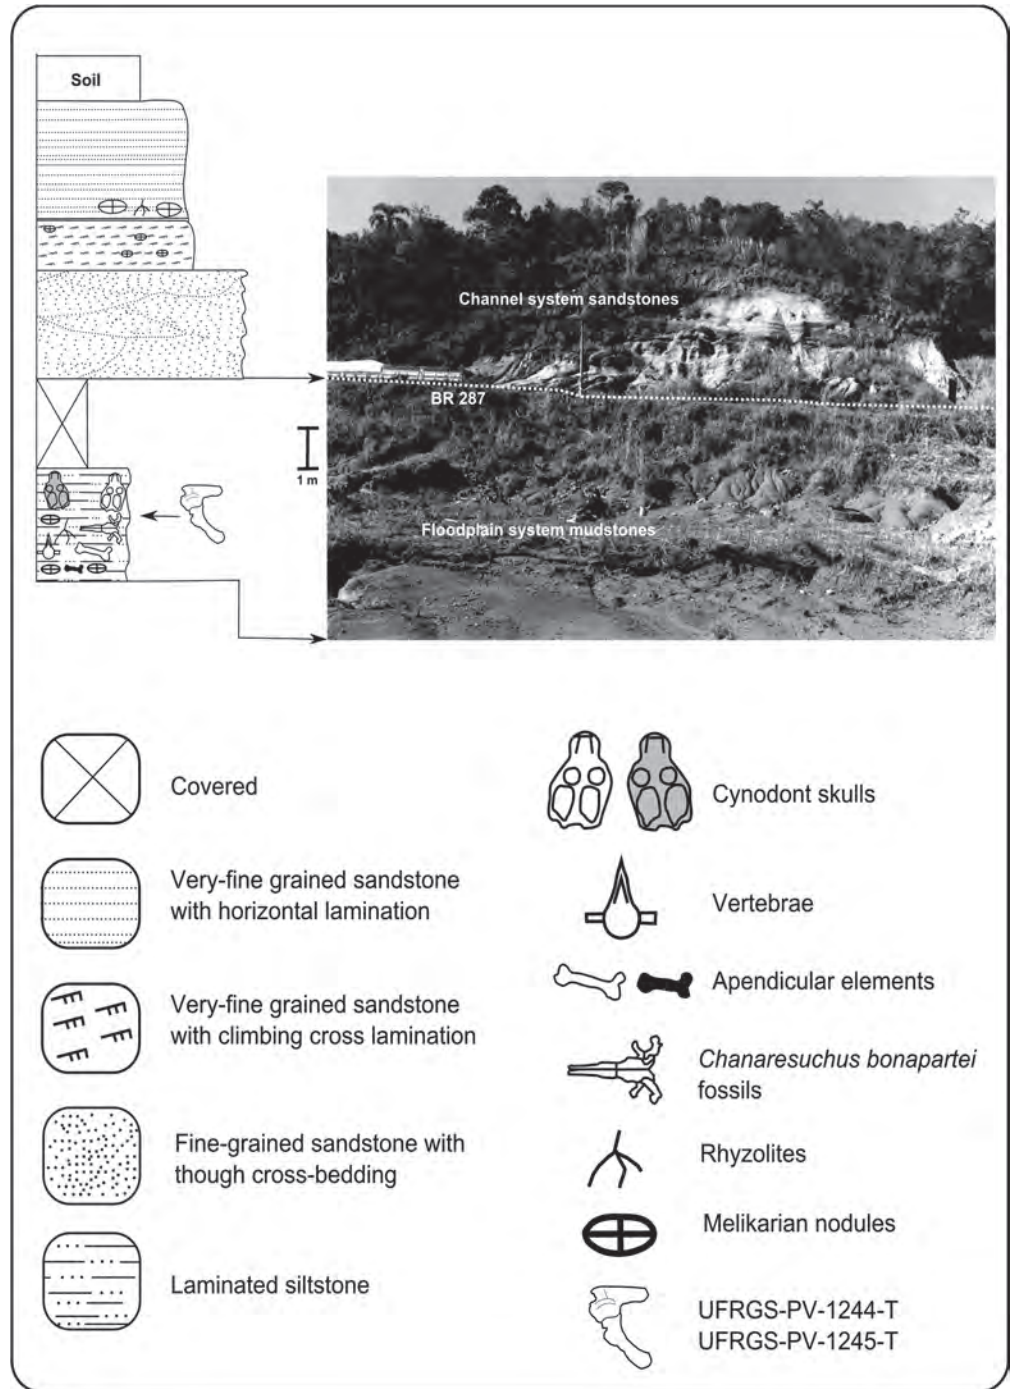 Soil
Channel system sandstones
BR 287
1 m
Floodplain system mudstones
Covered
Very-fine grained sandstone
with horizontal lamination
Very-fine grained sandstone
with climbing cross lamination
Fine-grained sandstone with
though cross-bedding
Laminated siltstone
Cynodont skulls
Vertebrae
Apendicular elements
Chanaresuchus bonapartei
fossils
Rhyzolites
Melikarian nodules
UFRGS-PV-1244-T
UFRGS-PV-1245-T